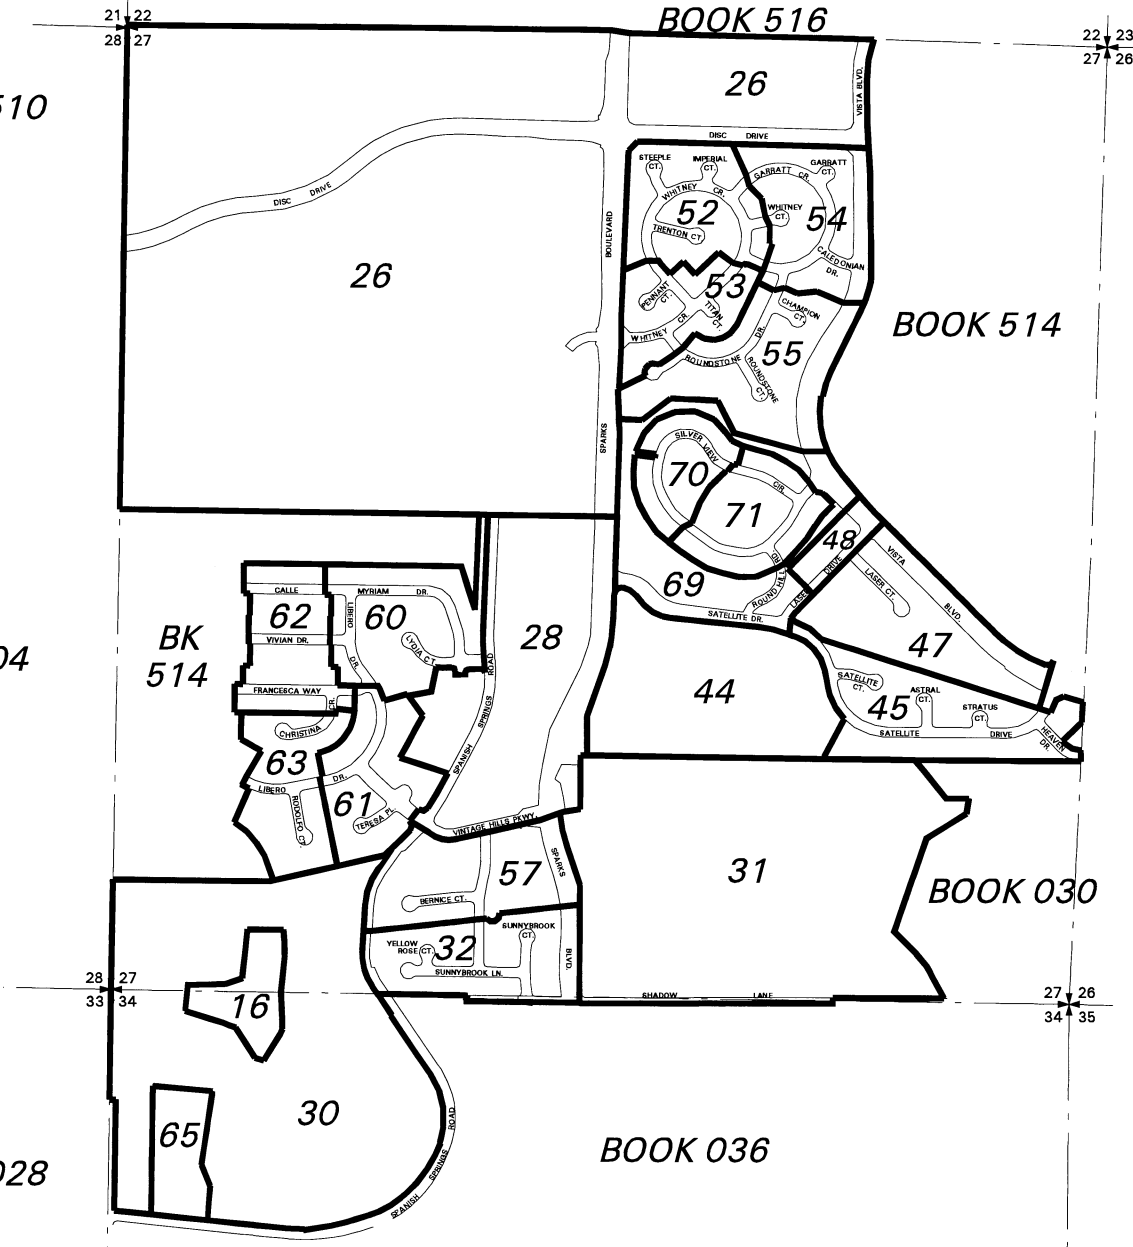 BOOK 516
21 22
28 27
22 23
27 26
510
26
VISTA BLVD.
DISC DRIVE
STEEPLE CT.
IMPERIAL CT.
GARRATT CT.
GARRATT CR.
WHITNEY CR.
52
WHITNEY CT.
54
TRENTON CT.
DISC DRIVE
BOULEVARD
CALEDONIAN DR.
26
53
PENNANT CT.
TITAN CT.
CHAMPION CT.
BOOK 514
WHITNEY CR.
DR.
55
ROUNDSTONE
ROUNDSTONE CT.
SPARKS
SILVER VIEW
70
CIR.
71
48
VISTA
DRIVE
RD
69
ROUND HILL
LASER CT.
LASER
BLVD.
CALLE
MYRIAM DR.
62
LIBERO
60
SATELLITE DR.
BK
514
VIVIAN DR.
LYDIA CT.
28
47
04
DR.
ROAD
FRANCESCA WAY
CR.
44
SATELLITE CT.
ASTRAL CT.
45
STRATUS CT.
SPRINGS
CHRISTINA
SATELLITE DRIVE
HEAVEN DR.
63
SPANISH
LIBERO
DR.
61
RODOLFO CT.
TERESA PL.
VINTAGE HILLS PKWY.
57
SPARKS
31
BOOK 030
BERNICE CT.
YELLOW ROSE CT.
32
SUNNYBROOK CT.
SUNNYBROOK LN.
BLVD.
28 27
33 34
16
SHADOW LANE
27 26
34 35
30
65
ROAD
BOOK 036
028
SPRINGS
SPANISH